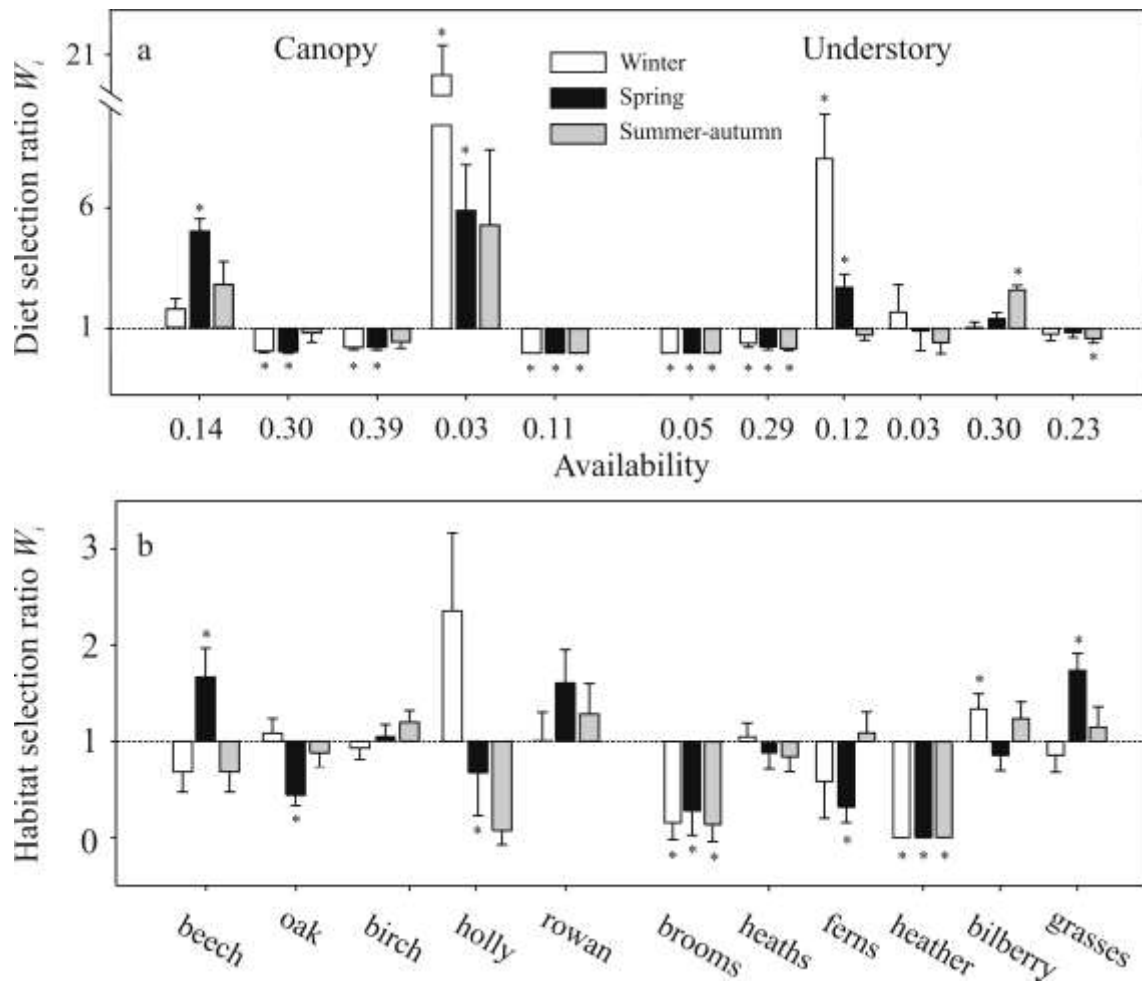 a
Canopy
Understory
Winter
Spring
Summer-autumn
Diet selection ratio Wi
21
6
1
* * * * * * * * * * * * * * * * * * * * *
0.14 0.30 0.39 0.03 0.11 0.05 0.29 0.12 0.03 0.30 0.23
Availability
b
Habitat selection ratio Wi
3
2
1
0
* * * * * * * * * * * *
beech oak birch holly rowan brooms heaths ferns heather bilberry grasses